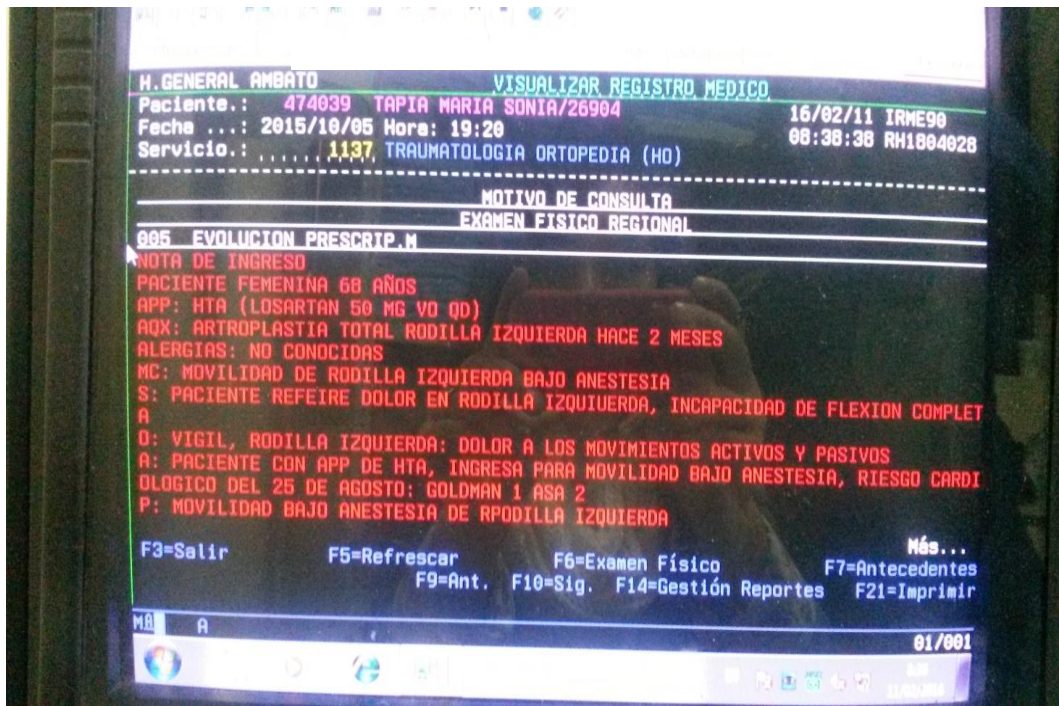 H.GENERAL AMBATO VISUALIZAR REGISTRO MEDICO
Paciente.: 474039 TAPIA MARIA SONIA/26904 16/02/11 IRME90
Fecha ...: 2015/10/05 Hora: 19:20 08:38:38 RH1804028
Servicio.: .......1137 TRAUMATOLOGIA ORTOPEDIA (HO)
MOTIVO DE CONSULTA
EXAMEN FISICO REGIONAL
005 EVOLUCION PRESCRIP.M
NOTA DE INGRESO
PACIENTE FEMENINA 68 AÑOS
APP: HTA (LOSARTAN 50 MG VO QD)
AQX: ARTROPLASTIA TOTAL RODILLA IZQUIERDA HACE 2 MESES
ALERGIAS: NO CONOCIDAS
MC: MOVILIDAD DE RODILLA IZQUIERDA BAJO ANESTESIA
S: PACIENTE REFEIRE DOLOR EN RODILLA IZQUIUERDA, INCAPACIDAD DE FLEXION COMPLET
A
O: VIGIL, RODILLA IZQUIERDA: DOLOR A LOS MOVIMIENTOS ACTIVOS Y PASIVOS
A: PACIENTE CON APP DE HTA, INGRESA PARA MOVILIDAD BAJO ANESTESIA, RIESGO CARDI
OLOGICO DEL 25 DE AGOSTO: GOLDMAN 1 ASA 2
P: MOVILIDAD BAJO ANESTESIA DE RPODILLA IZQUIERDA
Más...
F3=Salir F5=Refrescar F6=Examen Físico F7=Antecedentes
F9=Ant. F10=Sig. F14=Gestión Reportes F21=Imprimir
MA A
01/001
11/02/2016